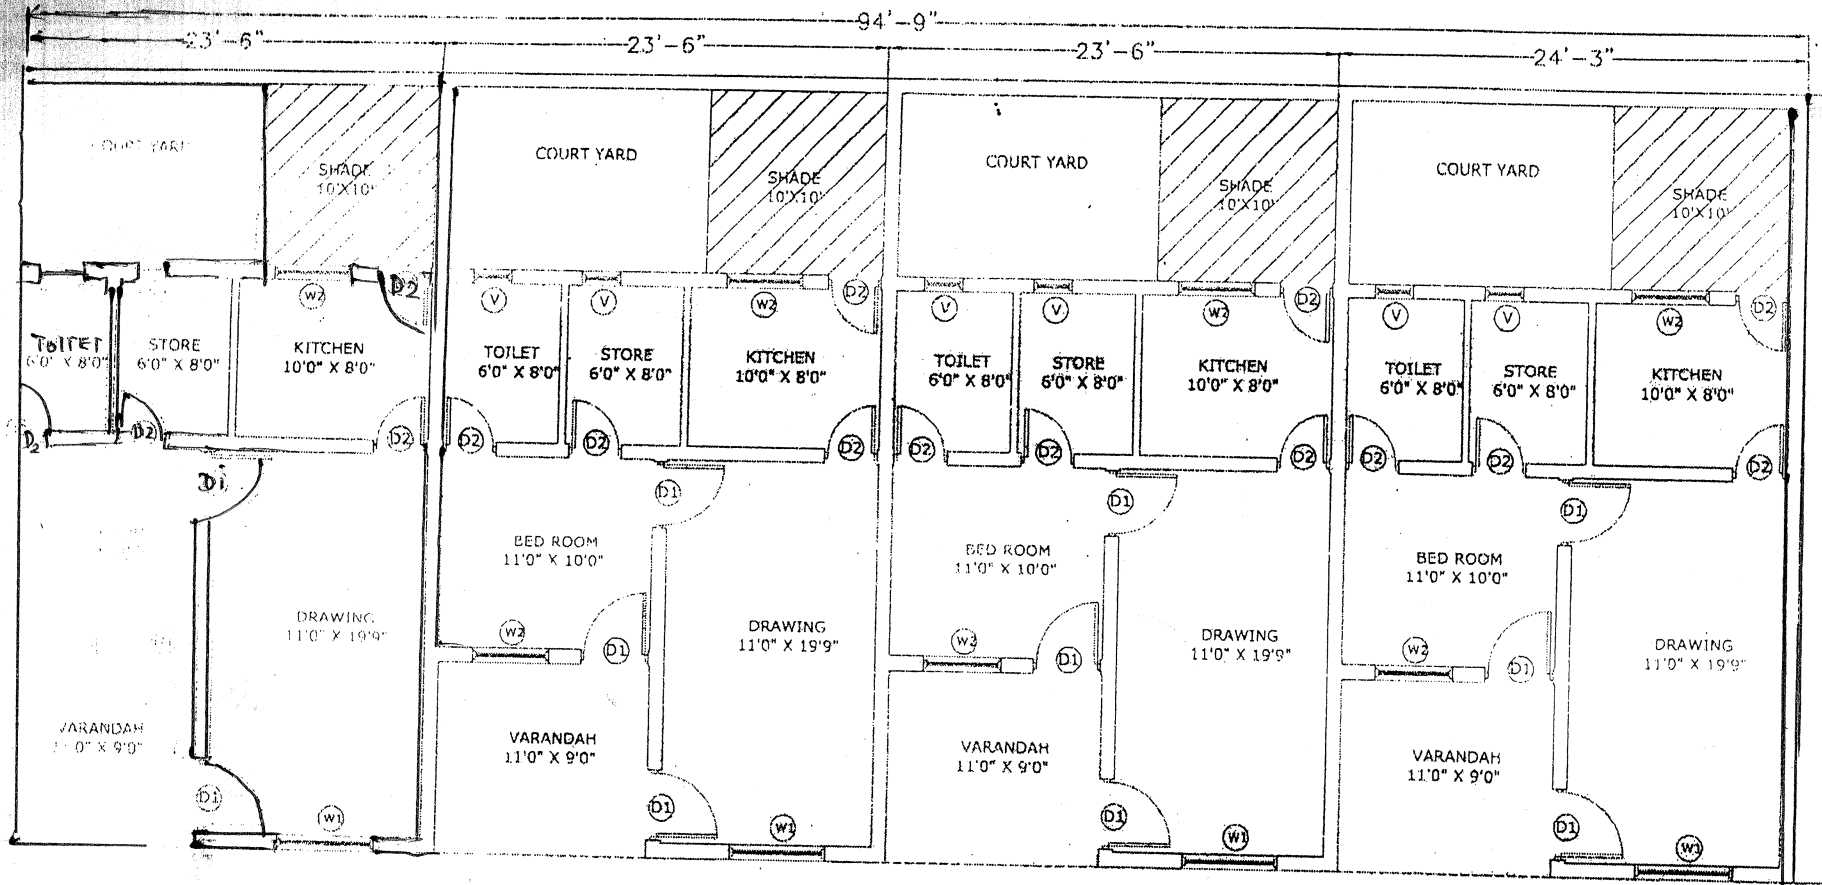 94'-9"
23'-6" 23'-6" 23'-6" 24'-3"
COURT YARD COURT YARD COURT YARD COURT YARD
SHADE SHADE SHADE SHADE
10'X10' 10'X10' 10'X10' 10'X10'
D2 D2 D2 D2
W2 V V W2 V V W2 V V W2
TOILET STORE KITCHEN TOILET STORE KITCHEN TOILET STORE KITCHEN TOILET STORE KITCHEN
6'0" X 8'0" 6'0" X 8'0" 10'0" X 8'0" 6'0" X 8'0" 6'0" X 8'0" 10'0" X 8'0" 6'0" X 8'0" 6'0" X 8'0" 10'0" X 8'0" 6'0" X 8'0" 6'0" X 8'0" 10'0" X 8'0"
D2 D2 D2 D2 D2 D2 D2 D2 D2 D2 D2 D2
D1 D1 D1 D1
BED ROOM BED ROOM BED ROOM
11'0" X 10'0" 11'0" X 10'0" 11'0" X 10'0"
DRAWING DRAWING DRAWING DRAWING
11'0" X 19'9" 11'0" X 19'9" 11'0" X 19'9" 11'0" X 19'9"
W2 D1 W2 D1 W2 D1
VARANDAH VARANDAH VARANDAH VARANDAH
11'0" X 9'0" 11'0" X 9'0" 11'0" X 9'0" 11'0" X 9'0"
D1 D1 D1 D1
W1 W1 W1 W1